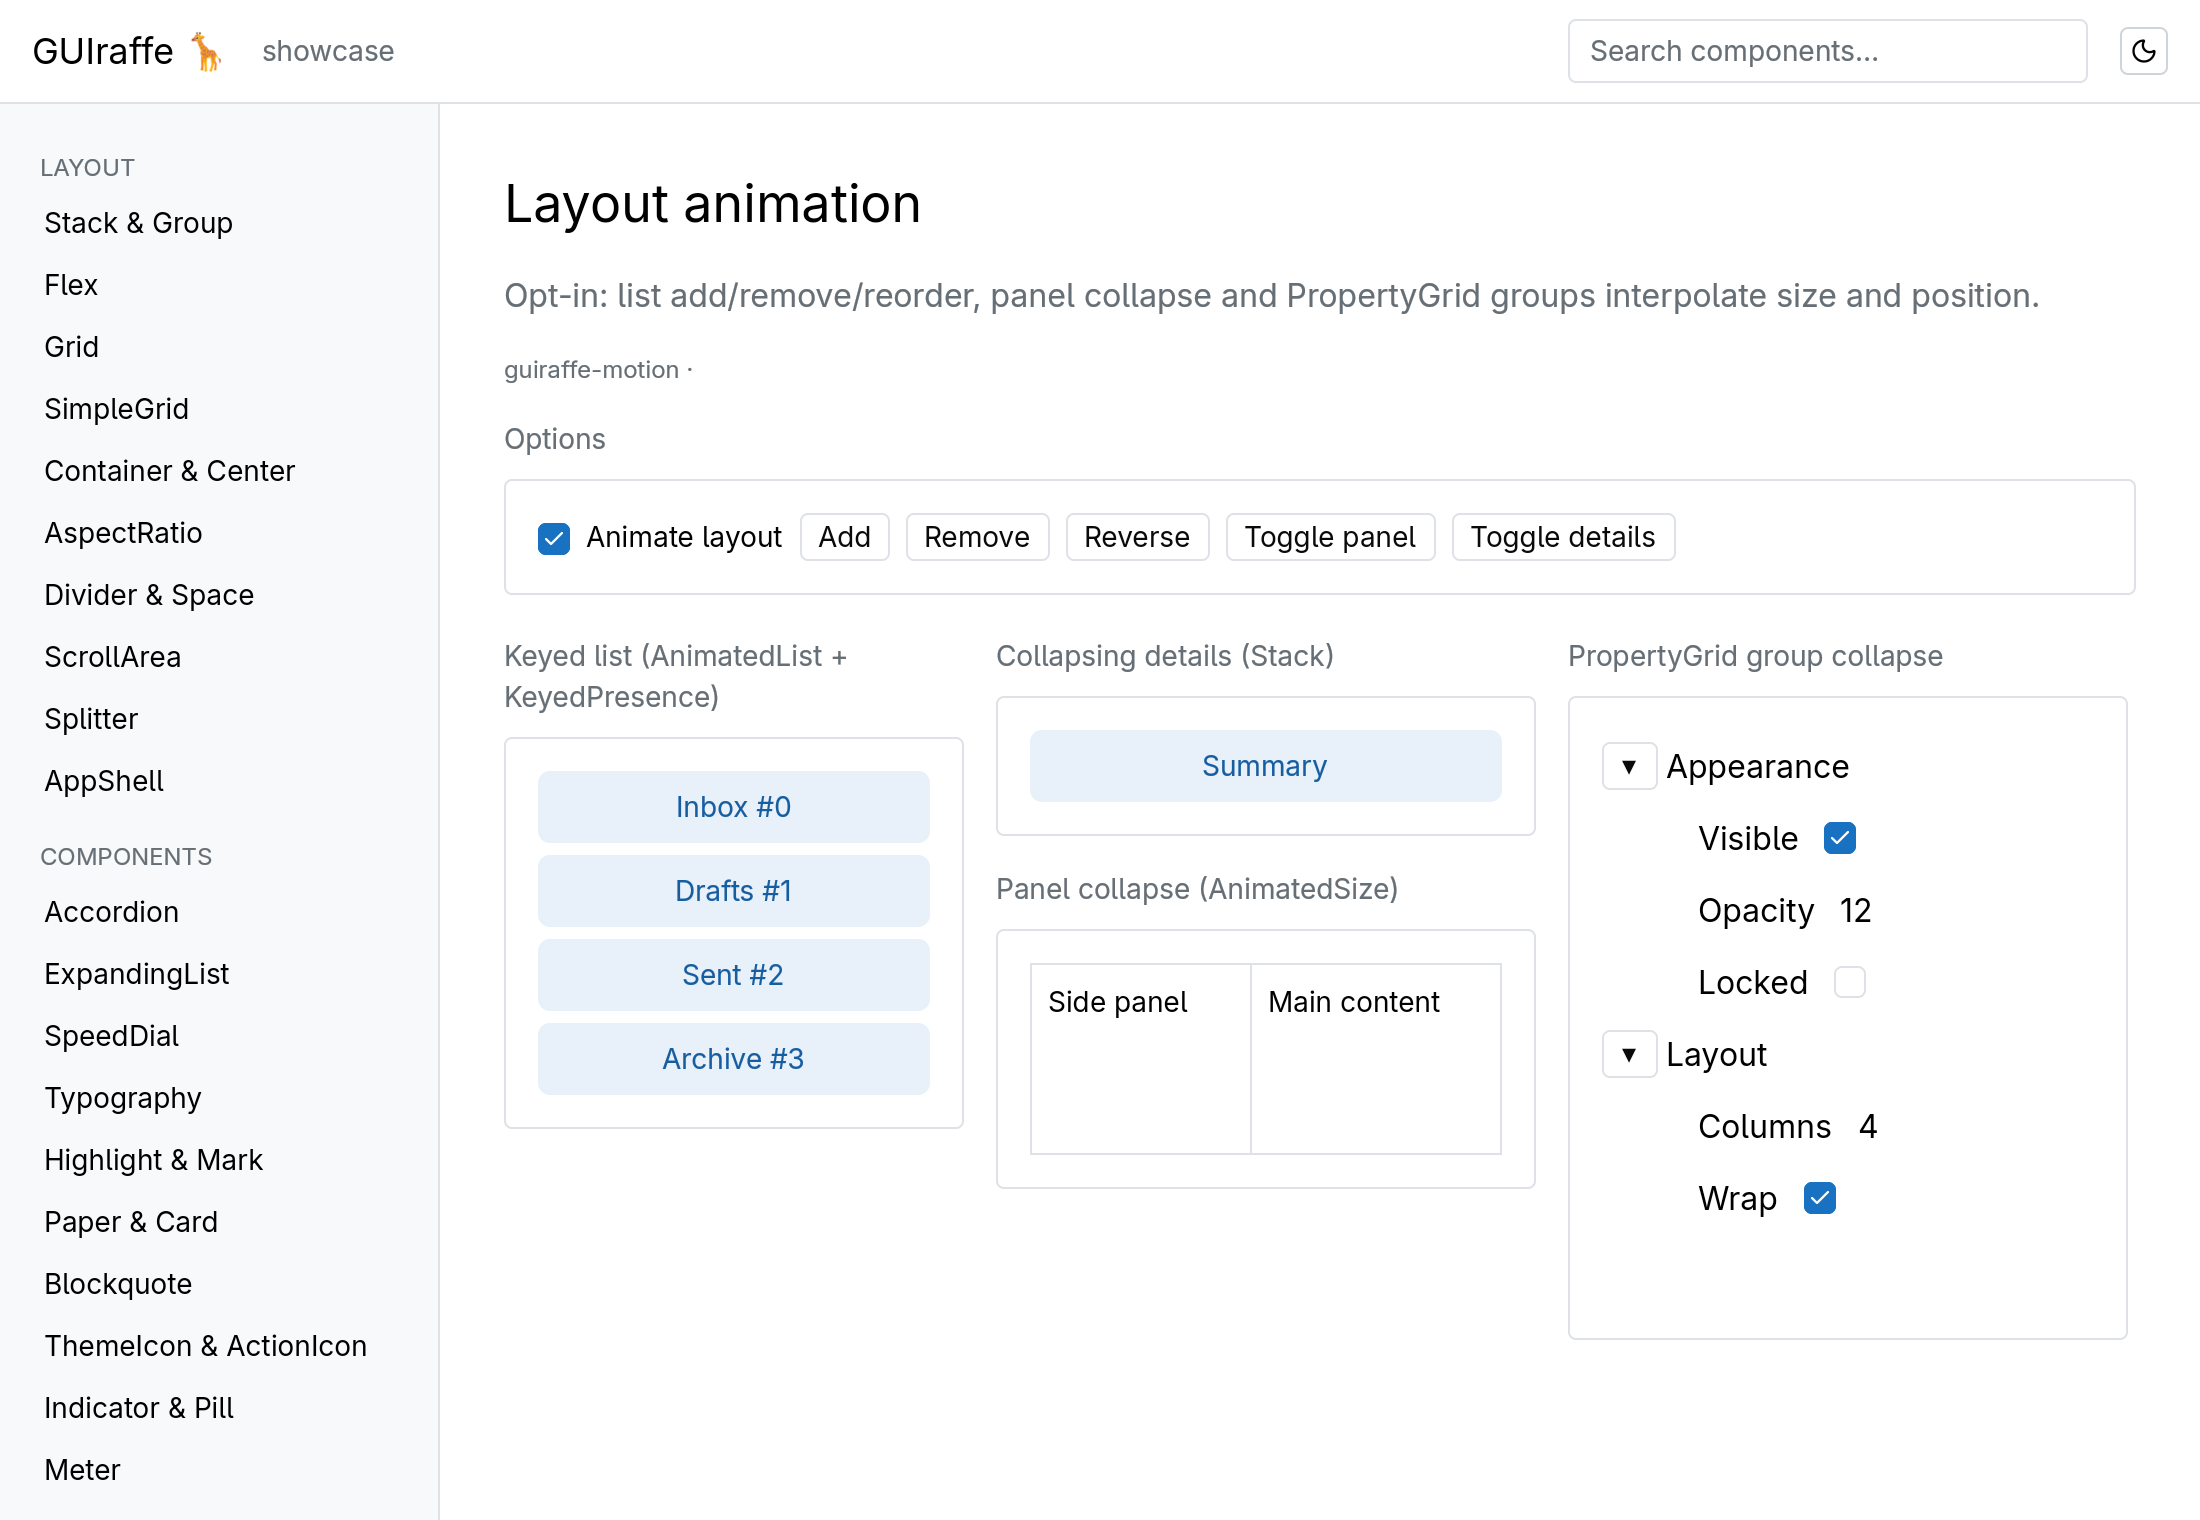 GUIraffe 🦒 showcase
Search components...
LAYOUT
Stack & Group
Flex
Grid
SimpleGrid
Container & Center
AspectRatio
Divider & Space
ScrollArea
Splitter
AppShell
COMPONENTS
Accordion
ExpandingList
SpeedDial
Typography
Highlight & Mark
Paper & Card
Blockquote
ThemeIcon & ActionIcon
Indicator & Pill
Meter
Layout animation
Opt-in: list add/remove/reorder, panel collapse and PropertyGrid groups interpolate size and position.
guiraffe-motion ·
Options
Animate layout Add Remove Reverse Toggle panel Toggle details
Keyed list (AnimatedList +
KeyedPresence)
Inbox #0
Drafts #1
Sent #2
Archive #3
Collapsing details (Stack)
Summary
Panel collapse (AnimatedSize)
Side panel
Main content
PropertyGrid group collapse
▼ Appearance
Visible
Opacity 12
Locked
▼ Layout
Columns 4
Wrap